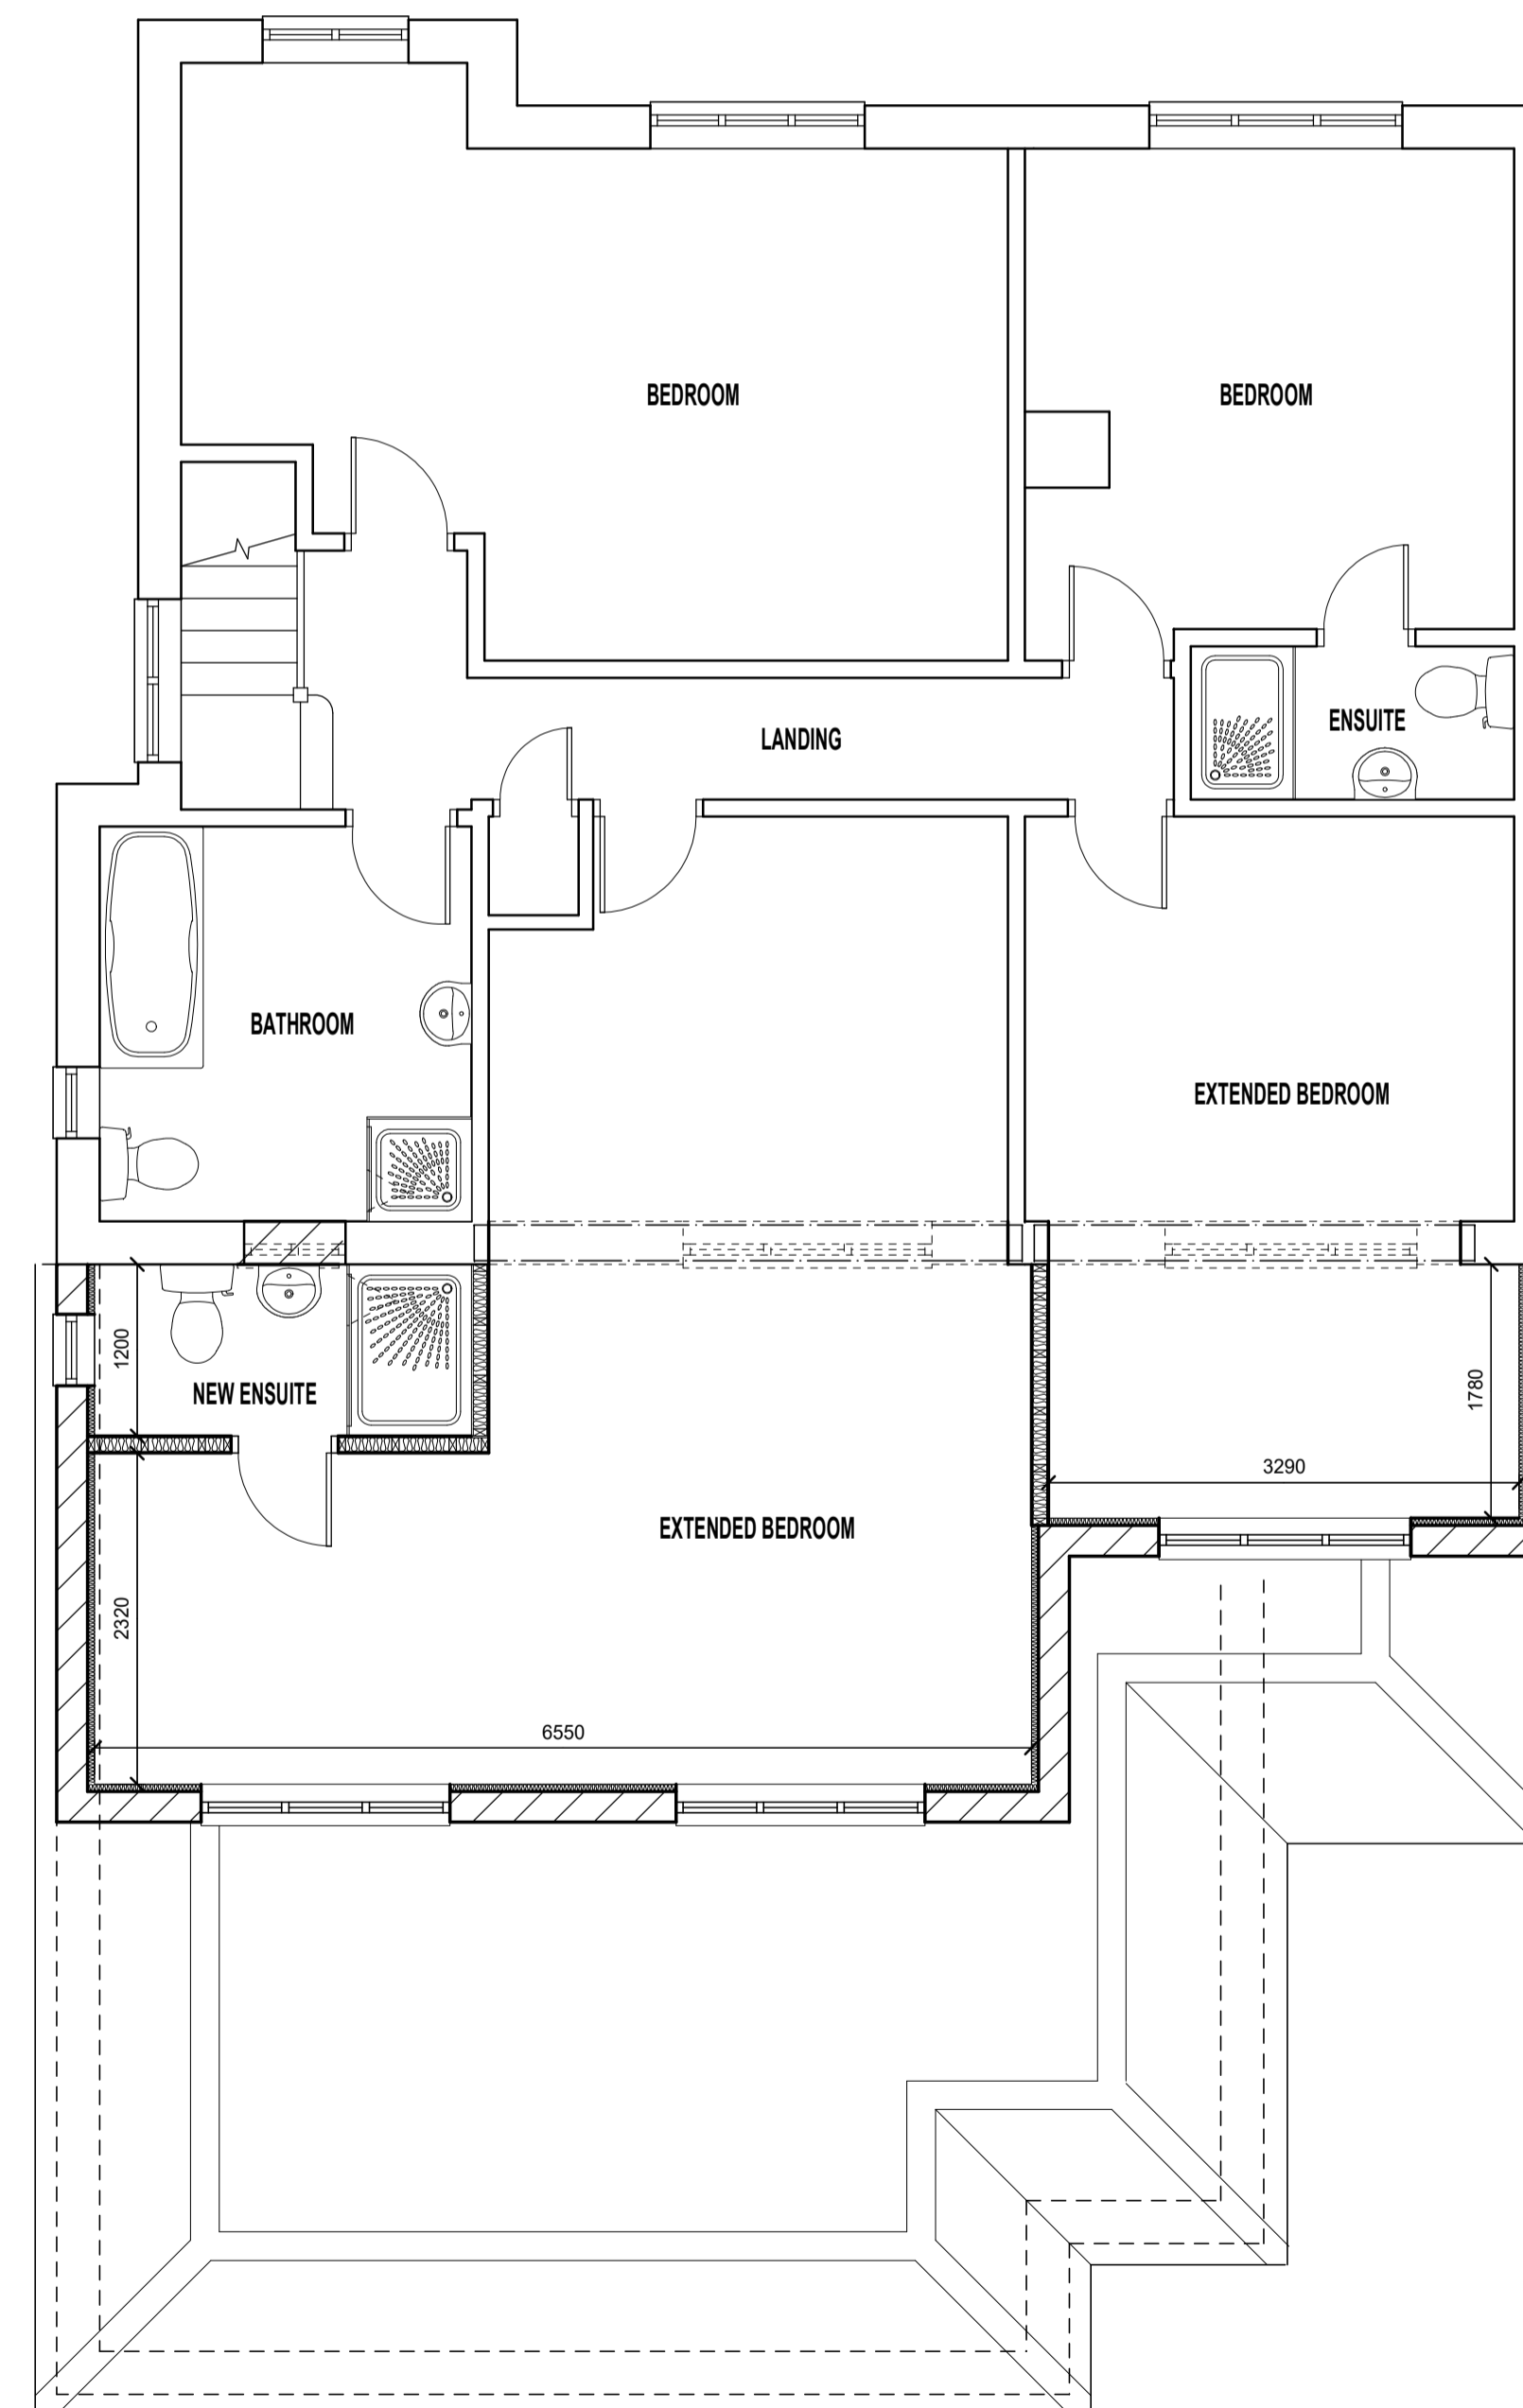 BEDROOM
BEDROOM
ENSUITE
LANDING
BATHROOM
EXTENDED BEDROOM
1200
NEW ENSUITE
1780
3290
EXTENDED BEDROOM
2320
6550